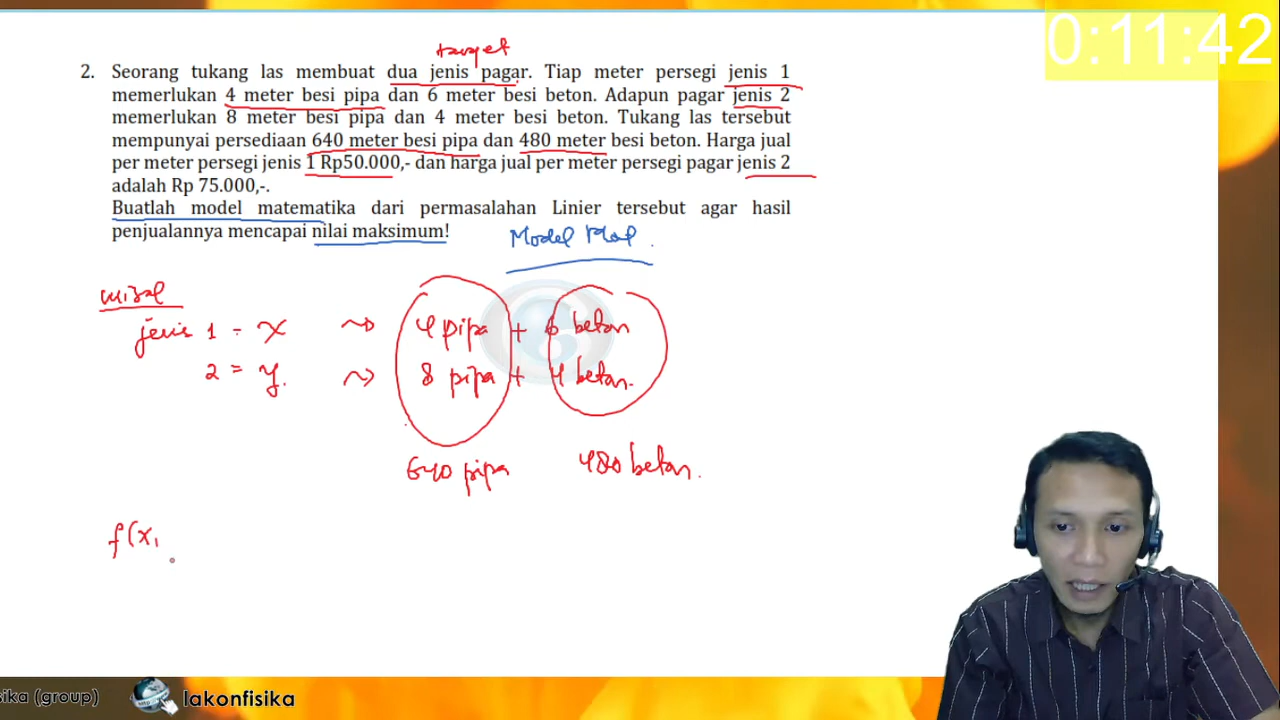 0:11:42
target
2. Seorang tukang las membuat dua jenis pagar. Tiap meter persegi jenis 1
memerlukan 4 meter besi pipa dan 6 meter besi beton. Adapun pagar jenis 2
memerlukan 8 meter besi pipa dan 4 meter besi beton. Tukang las tersebut
mempunyai persediaan 640 meter besi pipa dan 480 meter besi beton. Harga jual
per meter persegi jenis 1 Rp50.000,- dan harga jual per meter persegi pagar jenis 2
adalah Rp 75.000,-.
Buatlah model matematika dari permasalahan Linier tersebut agar hasil
penjualannya mencapai nilai maksimum!
Model Mat.
misal
jenis 1 = x ~> 4 pipa + 6 beton
2 = y. ~> 8 pipa + 4 beton.
640 pipa 480 beton.
f(x,
sika (group) lakonfisika